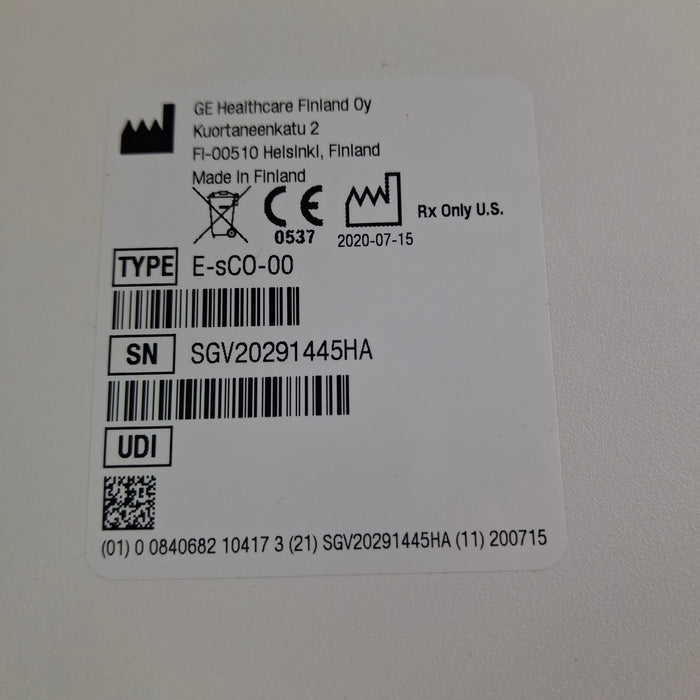 GE Healthcare Finland Oy
Kuortaneenkatu 2
FI-00510 Helsinki, Finland
Made in Finland
CE
0537
2020-07-15
Rx Only U.S.
TYPE E-sCO-00
SN SGV20291445HA
UDI
(01) 0 0840682 10417 3 (21) SGV20291445HA (11) 200715